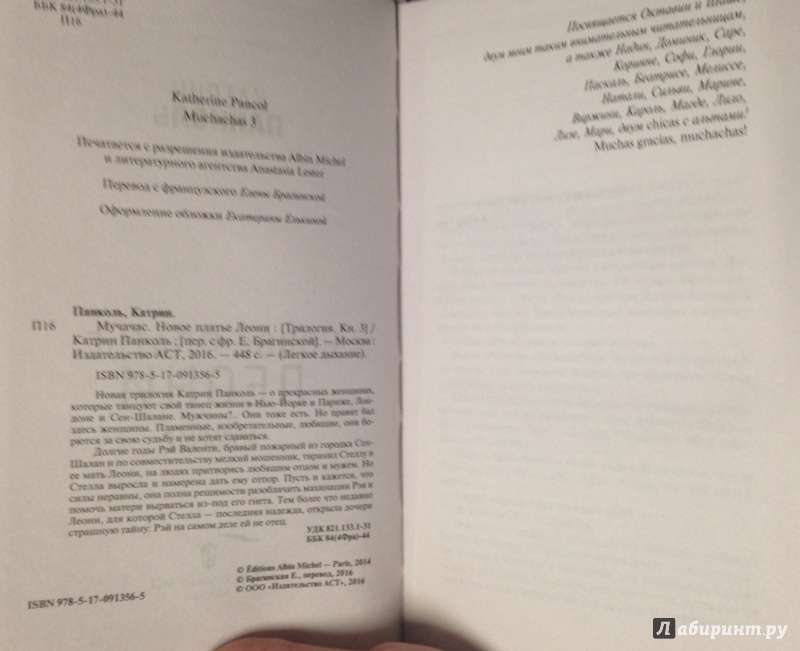 ББК 84(4Фра)-44
П16
Katherine Pancol
Muchachas 3
Печатается с разрешения издательства Albin Michel
и литературного агентства Anastasia Lester
Перевод с французского Елены Брагинской
Оформление обложки Екатерины Елькиной
Панколь, Катрин.
П16 Мучачас. Новое платье Леони : [Трилогия. Кн. 3] /
Катрин Панколь ; [пер. с фр. Е. Брагинской]. — Москва :
Издательство АСТ, 2016. — 448 с. — (Легкое дыхание).
ISBN 978-5-17-091356-5
Новая трилогия Катрин Панколь — о прекрасных женщинах,
которые танцуют свой танец жизни в Нью-Йорке и Париже, Лон-
доне и Сен-Шалане. Мужчины?.. Они тоже есть. Но правят бал
здесь женщины. Пламенные, изобретательные, любящие, они бо-
рются за свою судьбу и не хотят сдаваться.
Долгие годы Рэй Валенти, бравый пожарный из городка Сен-
Шалан и по совместительству мелкий мошенник, тиранил Стеллу и
ее мать Леони, на людях притворясь любящим отцом и мужем. Но
Стелла выросла и намерена дать ему отпор. Пусть и кажется, что
силы неравны, она полна решимости разоблачить махинации Рэя и
помочь матери вырваться из-под его гнета. Тем более что недавно
Леони, для которой Стелла — последняя надежда, открыла дочери
страшную тайну: Рэй на самом деле ей не отец.
УДК 821.133.1-31
ББК 84(4Фра)-44
© Éditions Albin Michel — Paris, 2014
© Брагинская Е., перевод, 2016
© ООО «Издательство АСТ», 2016
ISBN 978-5-17-091356-5
Посвящается Октавии и
двум моим таким внимательным читательницам,
а также Надин, Доминик, Саре,
Коринне, Софи, Глории,
Паскаль, Беатрисе, Мелиссе,
Натали, Сильви, Марине,
Виржини, Кароль, Маоде, Лило,
Лизе, Мари, двум chicas с альтами!
Muchas gracias, muchachas!
Лабиринт.ру